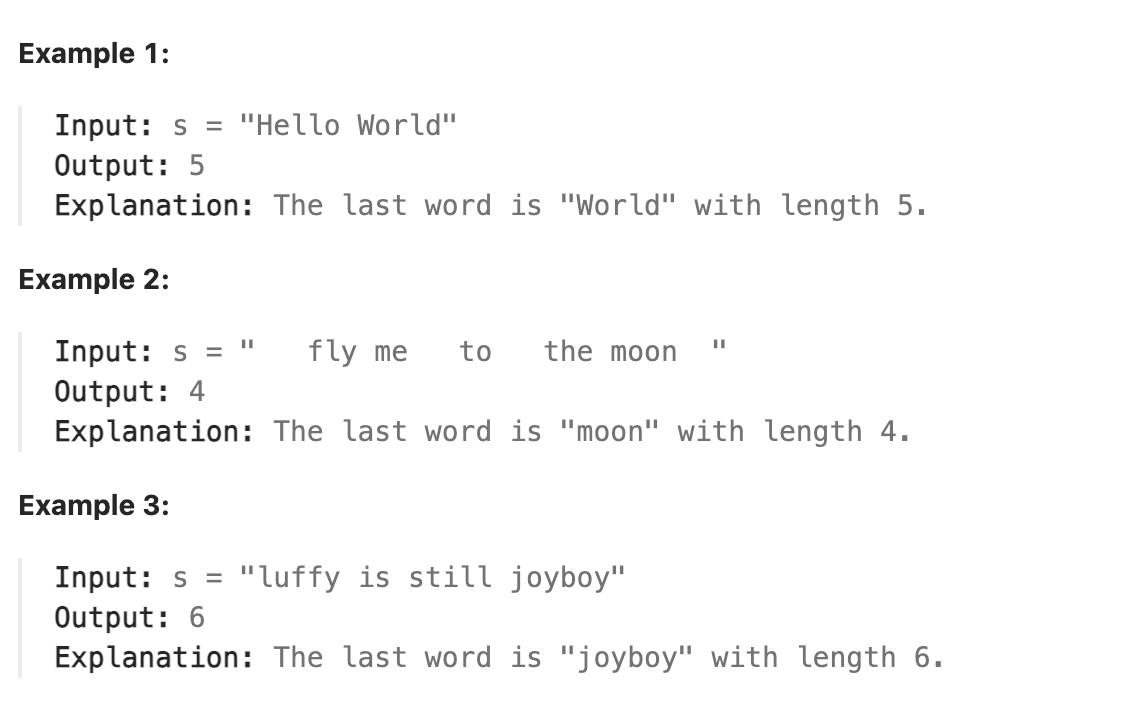 Example 1:
Input: s = "Hello World"
Output: 5
Explanation: The last word is "World" with length 5.
Example 2:
Input: s = "   fly me   to   the moon  "
Output: 4
Explanation: The last word is "moon" with length 4.
Example 3:
Input: s = "luffy is still joyboy"
Output: 6
Explanation: The last word is "joyboy" with length 6.